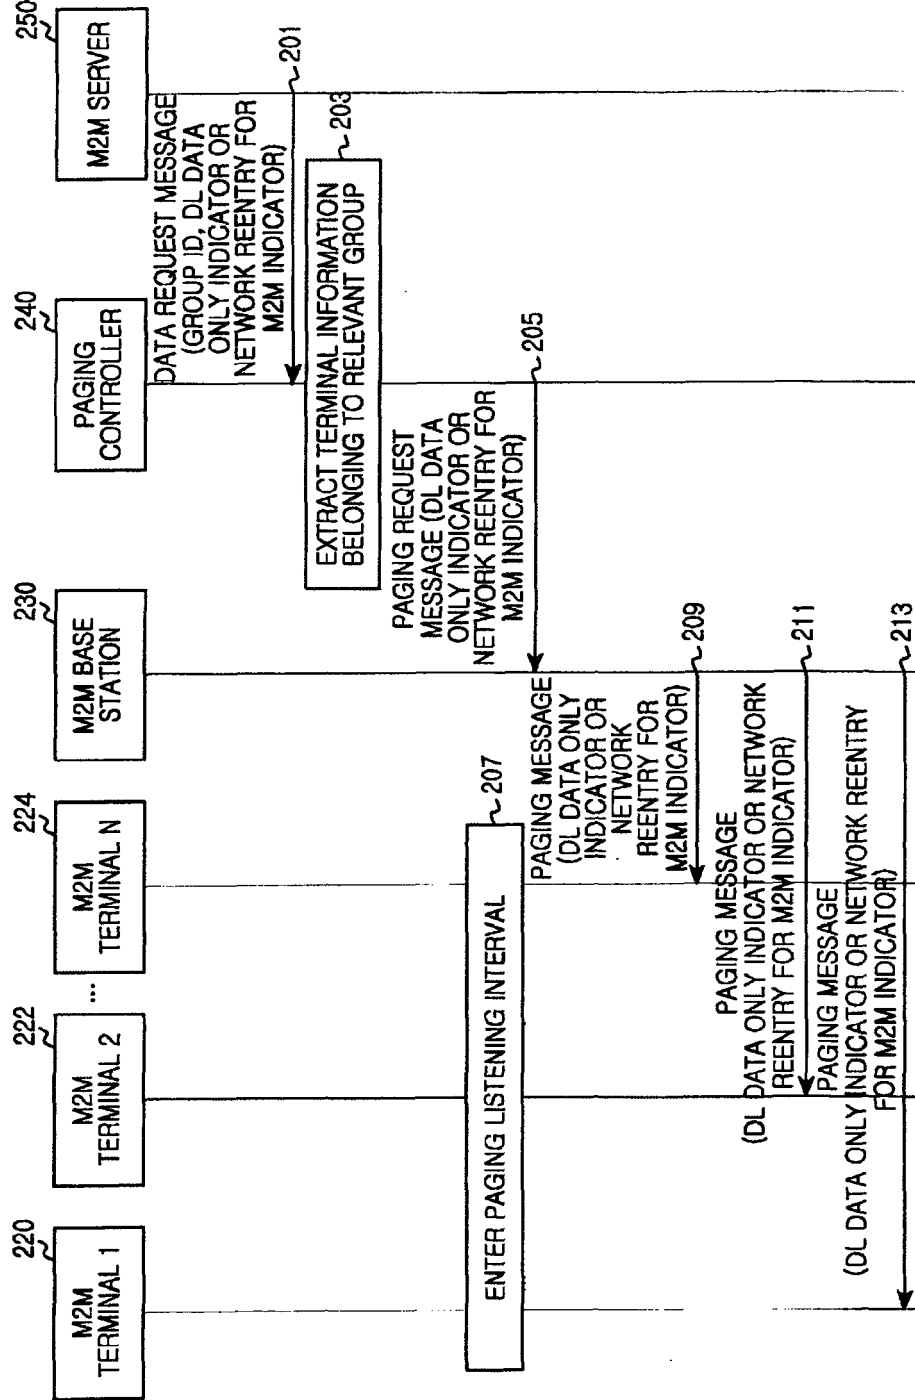 220
M2M
TERMINAL 1
222
M2M
TERMINAL 2
...
224
M2M
TERMINAL N
230
M2M BASE
STATION
240
PAGING
CONTROLLER
250
M2M SERVER
DATA REQUEST MESSAGE
(GROUP ID, DL DATA
ONLY INDICATOR OR
NETWORK REENTRY FOR
M2M INDICATOR)
201
EXTRACT TERMINAL INFORMATION
BELONGING TO RELEVANT GROUP
203
PAGING REQUEST
MESSAGE (DL DATA
ONLY INDICATOR OR
NETWORK REENTRY FOR
M2M INDICATOR)
205
ENTER PAGING LISTENING INTERVAL
207
PAGING MESSAGE
(DL DATA ONLY
INDICATOR OR
NETWORK
REENTRY FOR
M2M INDICATOR)
209
PAGING MESSAGE
(DL DATA ONLY INDICATOR OR NETWORK
REENTRY FOR M2M INDICATOR)
211
PAGING MESSAGE
(DL DATA ONLY INDICATOR OR NETWORK REENTRY
FOR M2M INDICATOR)
213